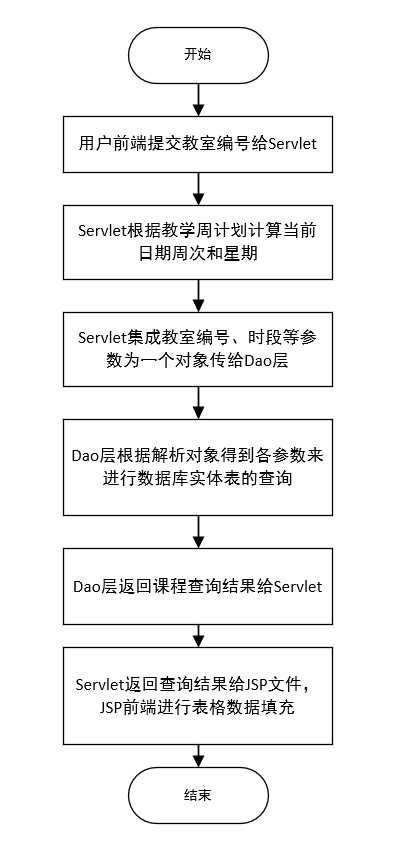 开始
用户前端提交教室编号给Servlet
Servlet根据教学周计划计算当前
日期周次和星期
Servlet集成教室编号、时段等参
数为一个对象传给Dao层
Dao层根据解析对象得到各参数来
进行数据库实体表的查询
Dao层返回课程查询结果给Servlet
Servlet返回查询结果给JSP文件，
JSP前端进行表格数据填充
结束